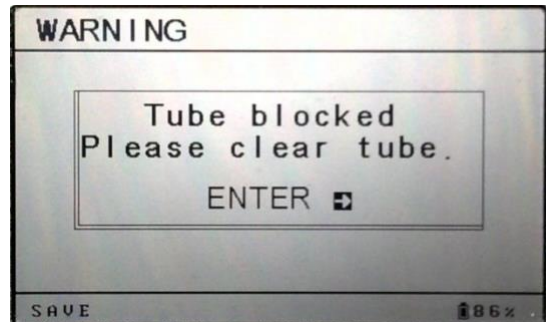 WARNING
Tube blocked
Please clear tube.
ENTER
SAVE
86%